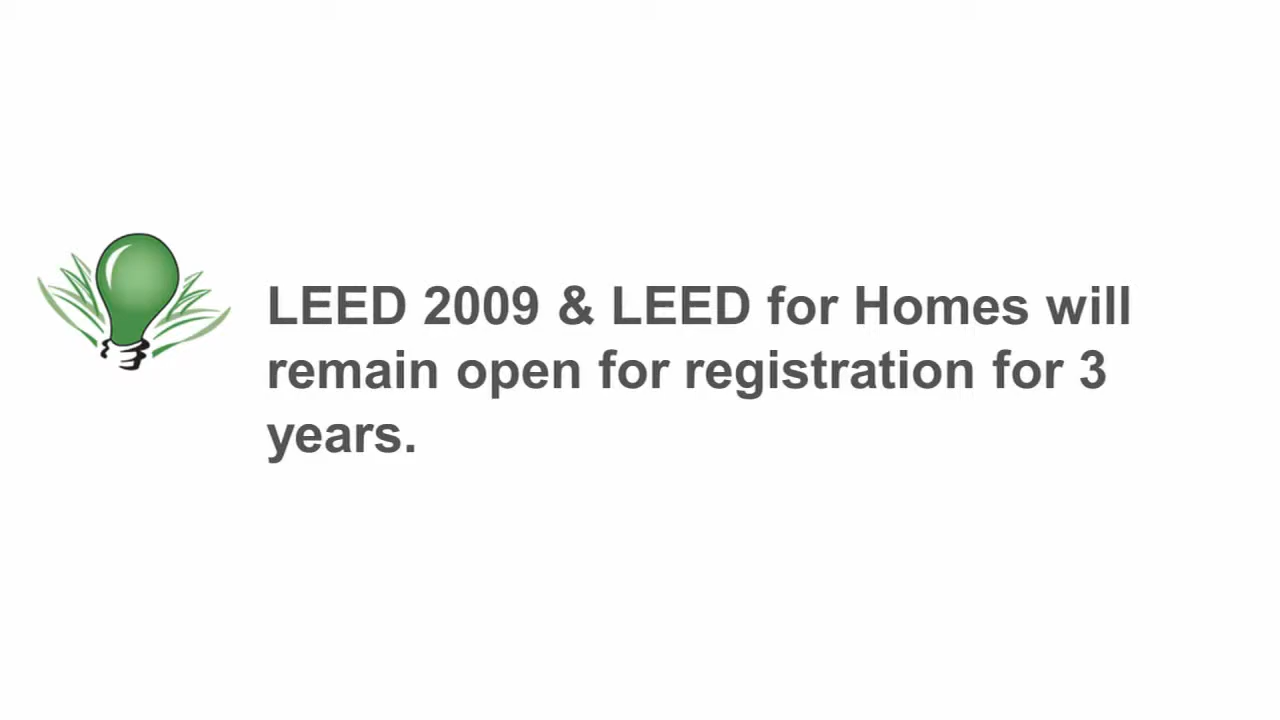 LEED 2009 & LEED for Homes will
remain open for registration for 3
years.